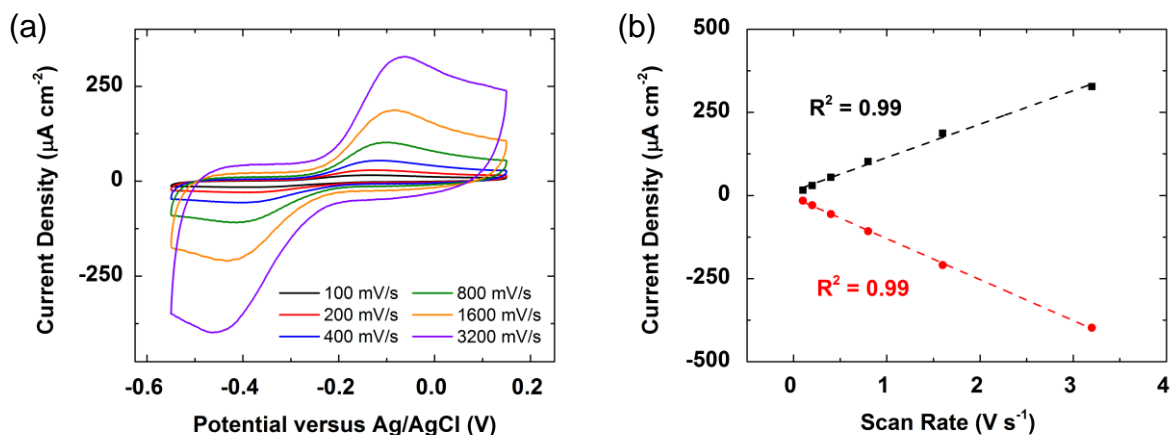 (a)
Current Density (µA cm⁻²)
250
0
-250
100 mV/s
200 mV/s
400 mV/s
800 mV/s
1600 mV/s
3200 mV/s
-0.6 -0.4 -0.2 0.0 0.2
Potential versus Ag/AgCl (V)
(b)
Current Density (µA cm⁻²)
500
250
0
-250
-500
R² = 0.99
R² = 0.99
0 1 2 3 4
Scan Rate (V s⁻¹)